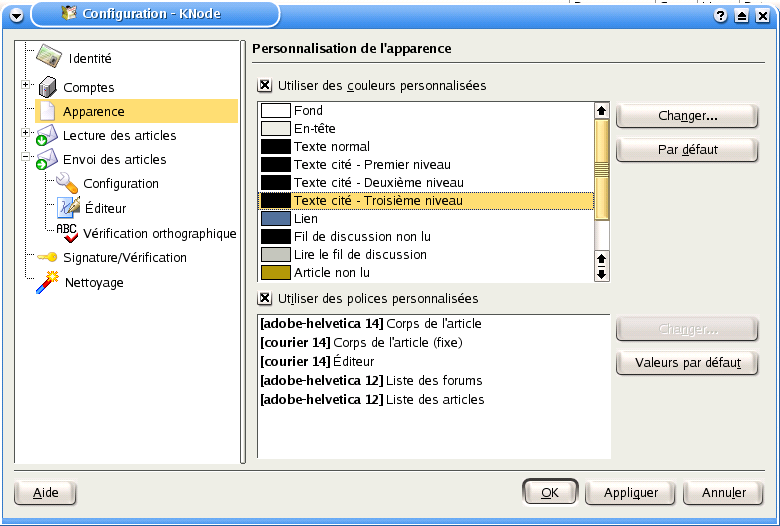 Configuration - KNode
Identité
Comptes
Apparence
Lecture des articles
Envoi des articles
Configuration
Éditeur
ABC
Vérification orthographique
Signature/Vérification
Nettoyage
Personnalisation de l'apparence
Utiliser des couleurs personnalisées
Fond
En-tête
Texte normal
Texte cité - Premier niveau
Texte cité - Deuxième niveau
Texte cité - Troisième niveau
Lien
Fil de discussion non lu
Lire le fil de discussion
Article non lu
Changer...
Par défaut
Utiliser des polices personnalisées
[adobe-helvetica 14] Corps de l'article
[courier 14] Corps de l'article (fixe)
[courier 14] Éditeur
[adobe-helvetica 12] Liste des forums
[adobe-helvetica 12] Liste des articles
Changer...
Valeurs par défaut
Aide
OK
Appliquer
Annuler